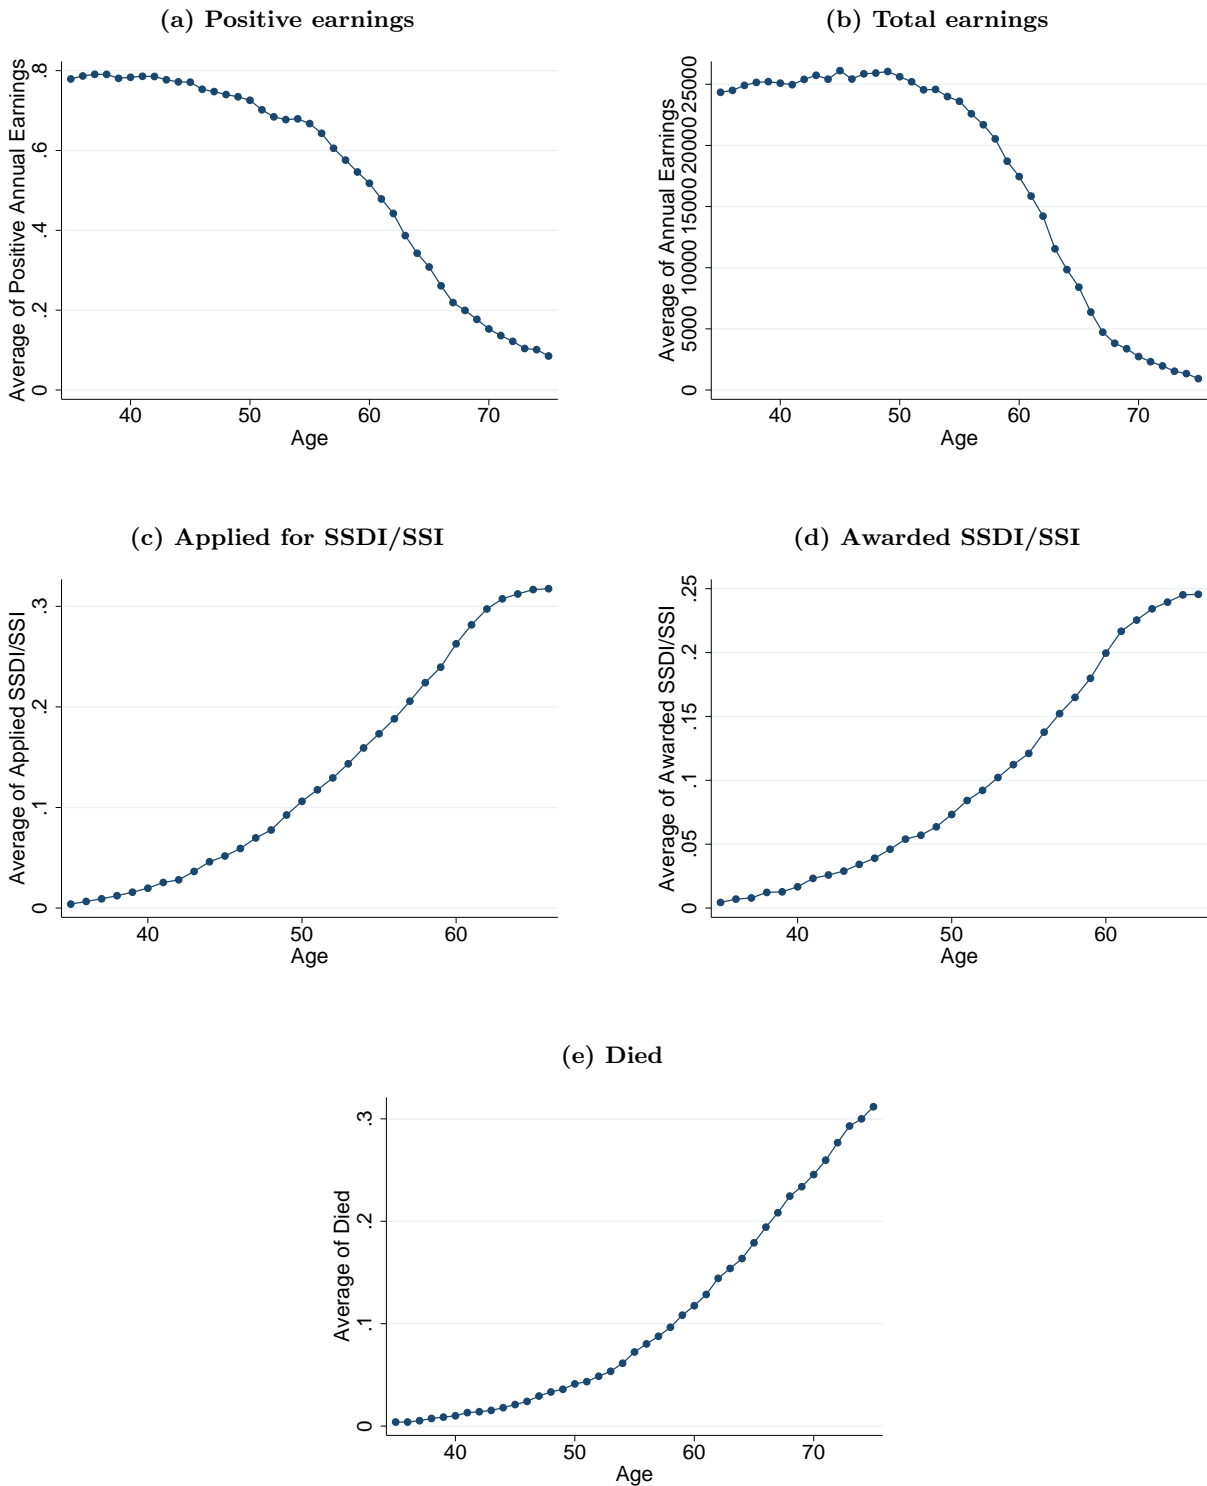 (a) Positive earnings
Average of Positive Annual Earnings
0 .2 .4 .6 .8
40 50 60 70
Age
(b) Total earnings
Average of Annual Earnings
0 5000 10000 15000 20000 25000
40 50 60 70
Age
(c) Applied for SSDI/SSI
Average of Applied SSDI/SSI
0 .1 .2 .3
40 50 60
Age
(d) Awarded SSDI/SSI
Average of Awarded SSDI/SSI
0 .05 .1 .15 .2 .25
40 50 60
Age
(e) Died
Average of Died
0 .1 .2 .3
40 50 60 70
Age